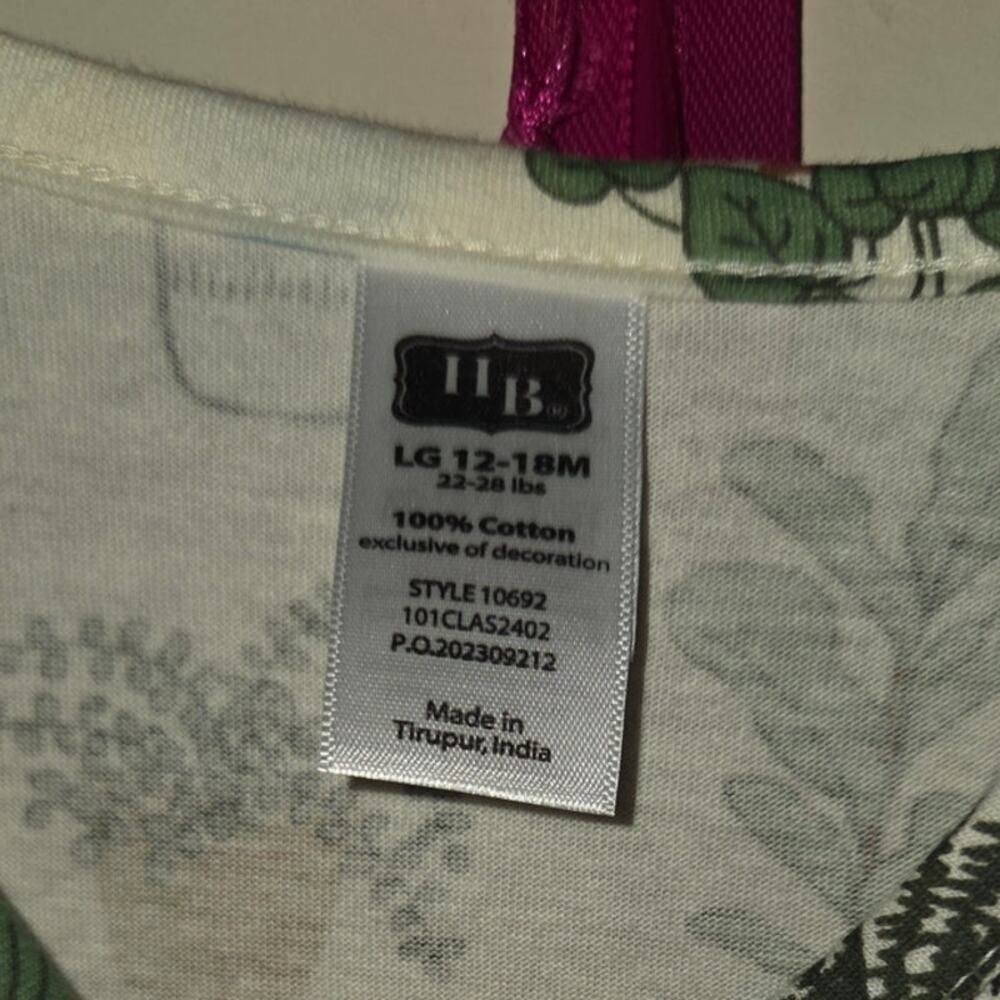 HB®
LG 12-18M
22-28 lbs
100% Cotton
exclusive of decoration
STYLE 10692
101CLAS2402
P.O.202309212
Made in
Tirupur, India